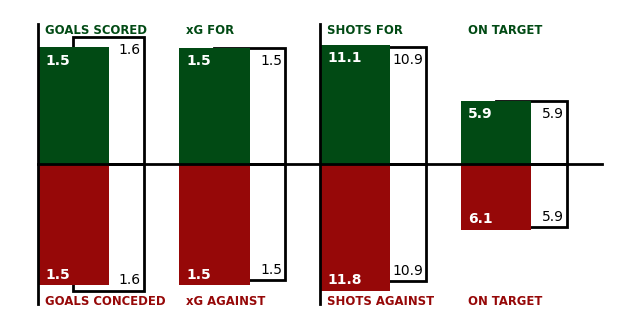 GOALS SCORED xG FOR SHOTS FOR ON TARGET
1.5 1.6 1.5 1.5 11.1 10.9 5.9 5.9
1.5 1.6 1.5 1.5 11.8 10.9 6.1 5.9
GOALS CONCEDED xG AGAINST SHOTS AGAINST ON TARGET